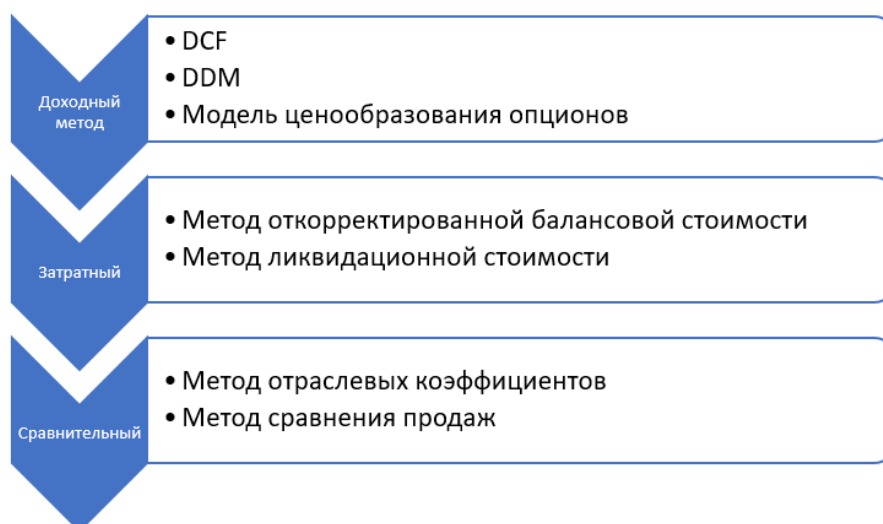 Доходный
метод
• DCF
• DDM
• Модель ценообразования опционов
Затратный
• Метод откорректированной балансовой стоимости
• Метод ликвидационной стоимости
Сравнительный
• Метод отраслевых коэффициентов
• Метод сравнения продаж